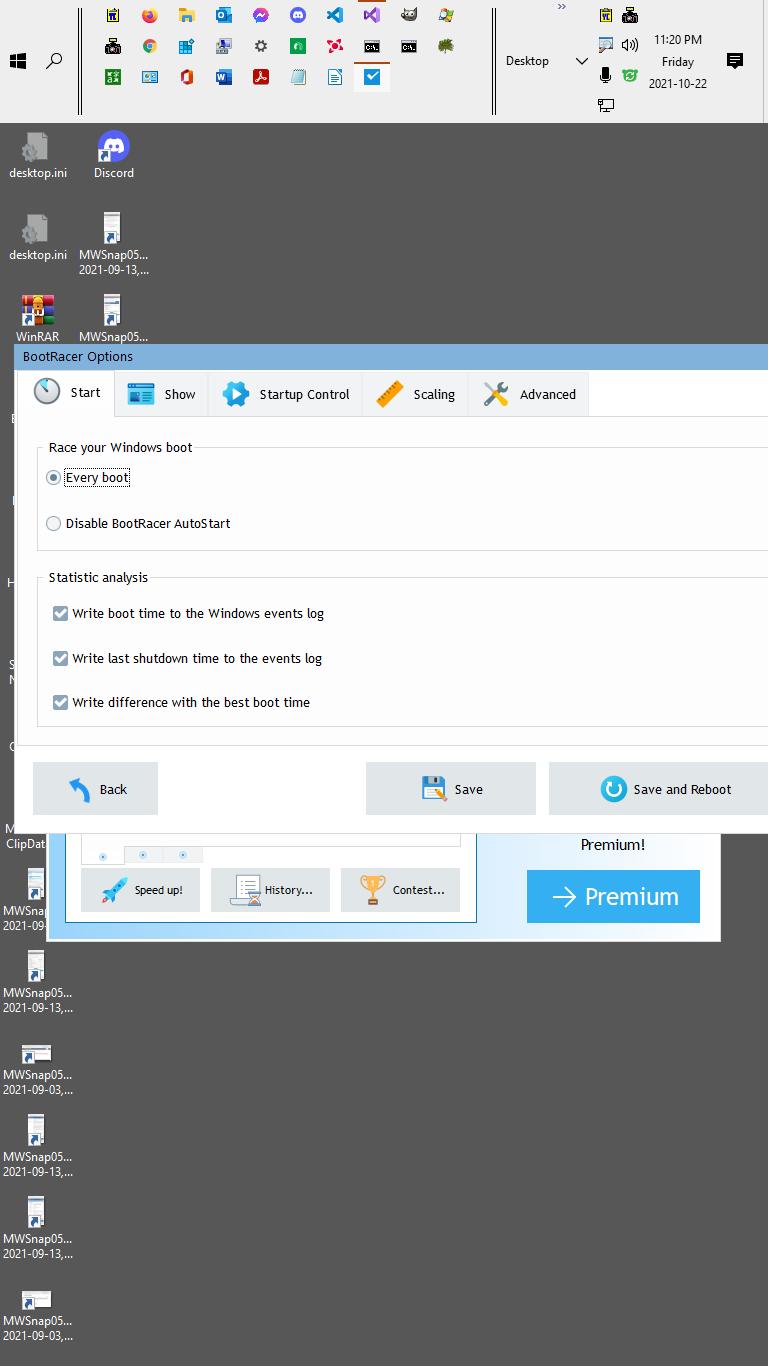 »
11:20 PM
Desktop
Friday
2021-10-22
desktop.ini
Discord
desktop.ini
MWSnap05...
2021-09-13,...
WinRAR
MWSnap05...
BootRacer Options
Start
Show
Startup Control
Scaling
Advanced
Race your Windows boot
Every boot
Disable BootRacer AutoStart
Statistic analysis
Write boot time to the Windows events log
Write last shutdown time to the events log
Write difference with the best boot time
Back
Save
Save and Reboot
ClipDat
Premium!
Speed up!
History...
Contest...
Premium
MWSnap
2021-09-
MWSnap05...
2021-09-13,...
MWSnap05...
2021-09-03,...
MWSnap05...
2021-09-13,...
MWSnap05...
2021-09-13,...
MWSnap05...
2021-09-03,...